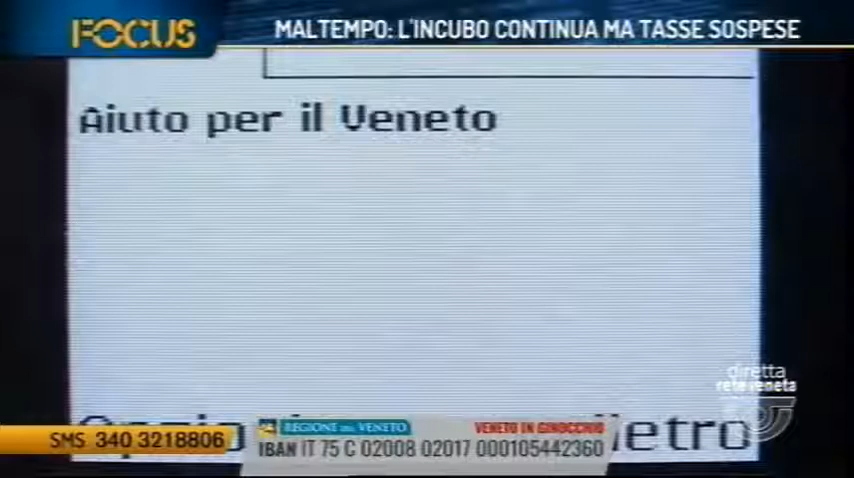 FOCUS
MALTEMPO: L'INCUBO CONTINUA MA TASSE SOSPESE
Aiuto per il Veneto
diretta
reteveneta
SMS 340 3218806
REGIONE DEL VENETO
VENETO IN GINOCCHIO
IBAN IT 75 C 02008 02017 000105442360